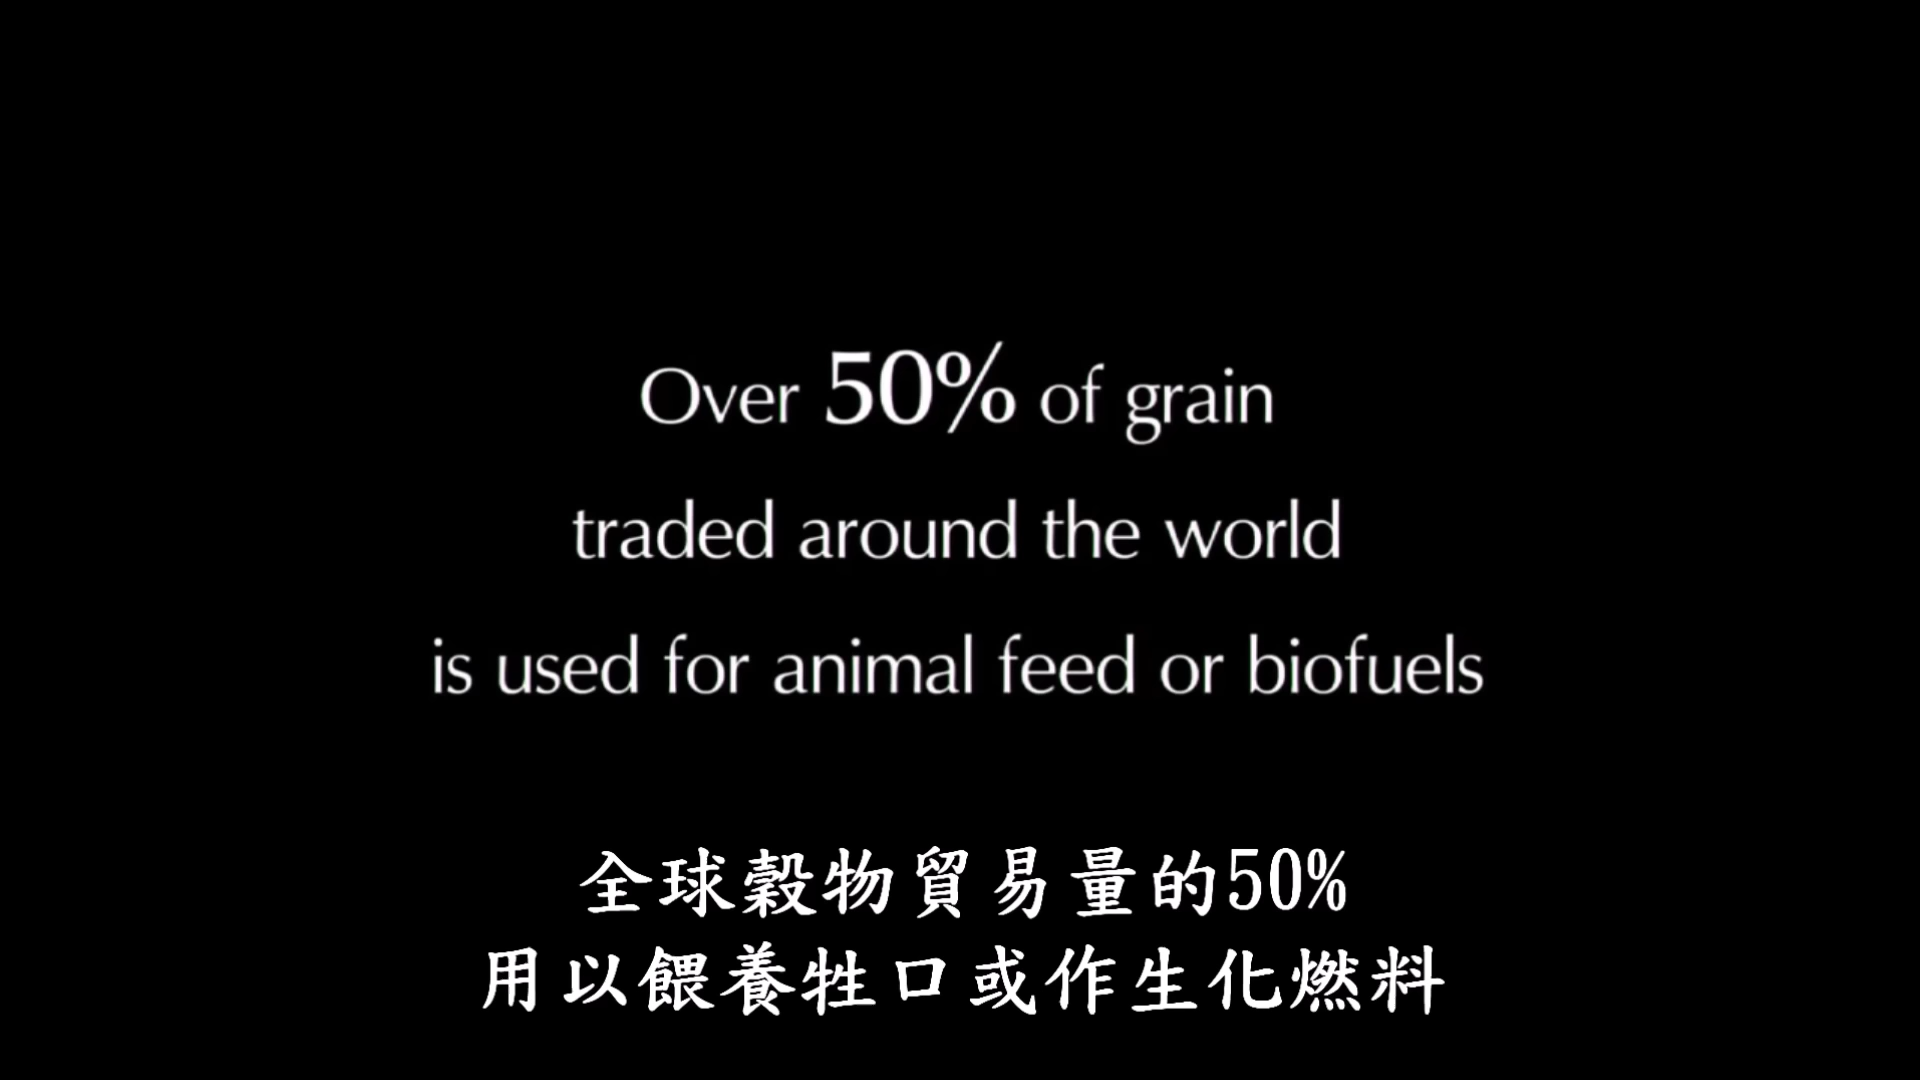 Over 50% of grain
traded around the world
is used for animal feed or biofuels
全球穀物貿易量的50%
用以餵養牲口或作生化燃料